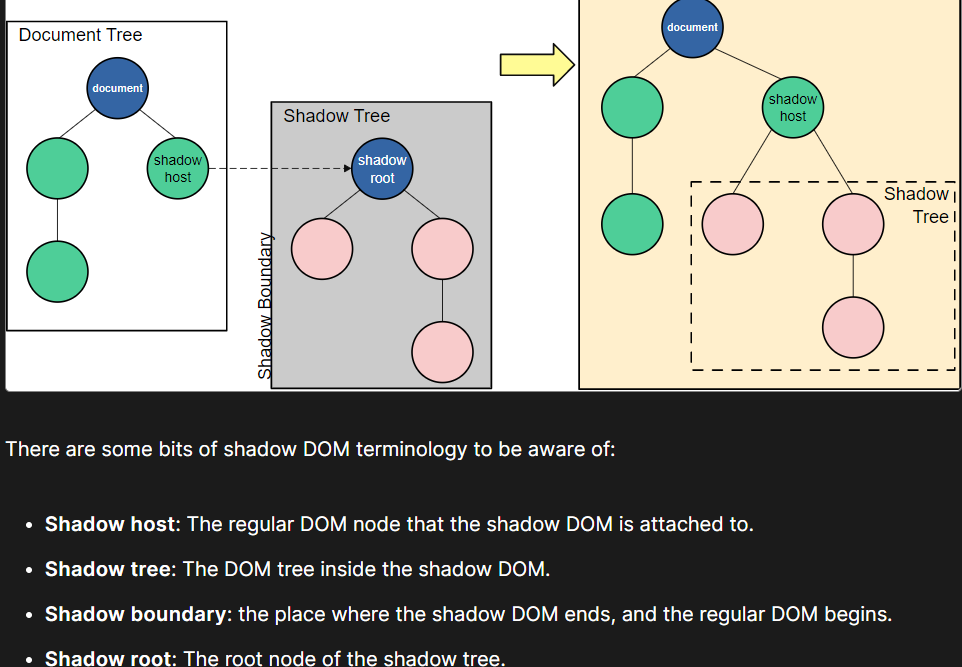 Document Tree
document
shadow
host
Shadow Tree
shadow
root
Shadow Boundary
document
shadow
host
Shadow
Tree
There are some bits of shadow DOM terminology to be aware of:
• Shadow host: The regular DOM node that the shadow DOM is attached to.
• Shadow tree: The DOM tree inside the shadow DOM.
• Shadow boundary: the place where the shadow DOM ends, and the regular DOM begins.
• Shadow root: The root node of the shadow tree.